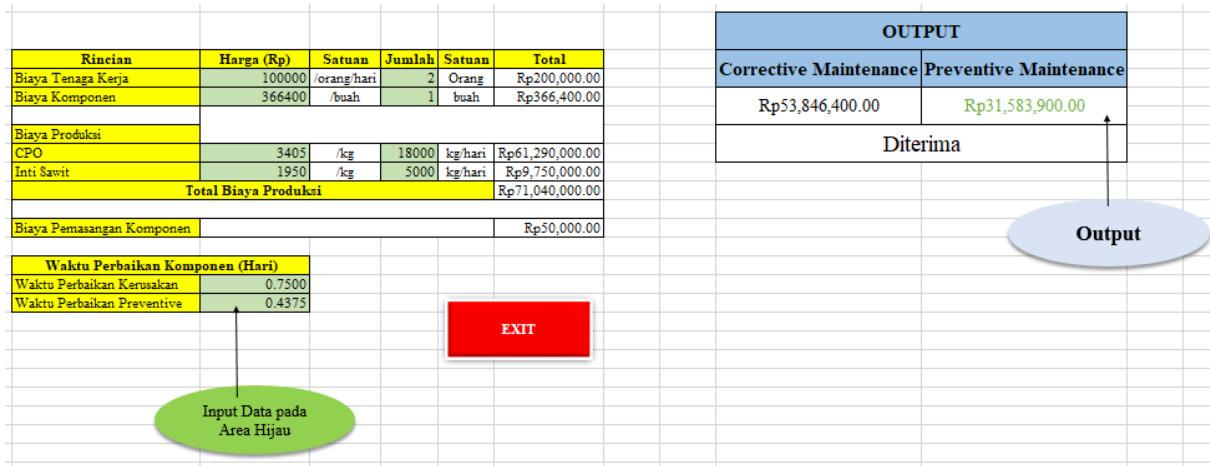 Rincian Harga (Rp) Satuan Jumlah Satuan Total
Biaya Tenaga Kerja 100000 /orang/hari 2 Orang Rp200,000.00
Biaya Komponen 366400 /buah 1 buah Rp366,400.00
Biaya Produksi
CPO 3405 /kg 18000 kg/hari Rp61,290,000.00
Inti Sawit 1950 /kg 5000 kg/hari Rp9,750,000.00
Total Biaya Produksi Rp71,040,000.00
Biaya Pemasangan Komponen Rp50,000.00
Waktu Perbaikan Komponen (Hari)
Waktu Perbaikan Kerusakan 0.7500
Waktu Perbaikan Preventive 0.4375
EXIT
Input Data pada
Area Hijau
OUTPUT
Corrective Maintenance Preventive Maintenance
Rp53,846,400.00 Rp31,583,900.00
Diterima
Output